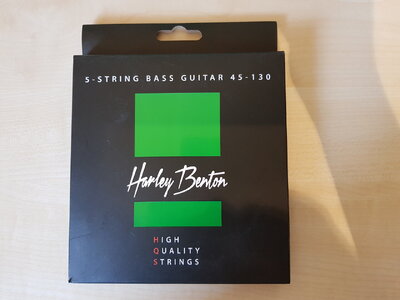 5-STRING BASS GUITAR 45-130
Harley Benton
HIGH
QUALITY
STRINGS